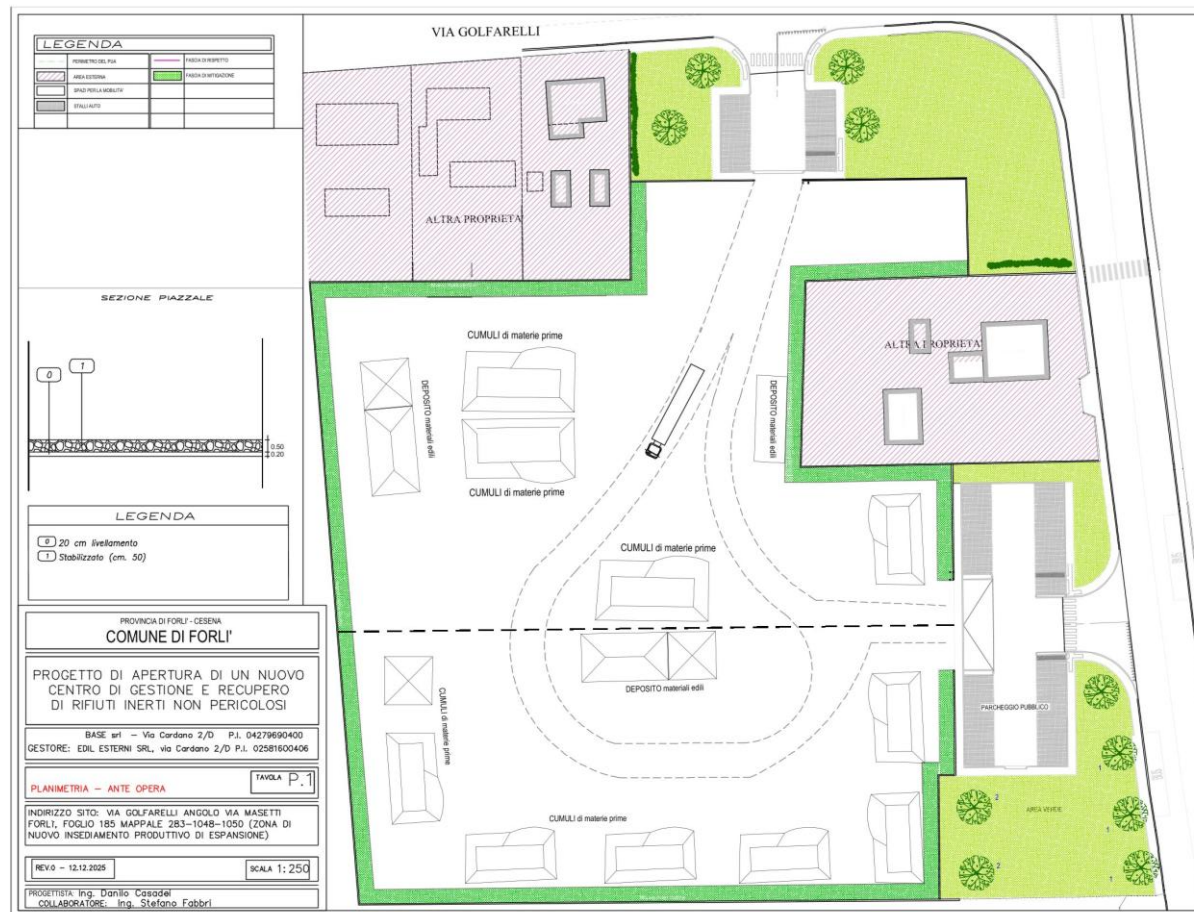 VIA GOLFARELLI
LEGENDA
PERIMETRO DEL PUA
FASCIA DI RISPETTO
AREA ESTERNA
FASCIA DI MITIGAZIONE
SPAZI PER LA MOBILITA'
STALLI AUTO
ALTRA PROPRIETA'
SEZIONE PIAZZALE
0
1
0.50
0.20
LEGENDA
0 20 cm livellamento
1 Stabilizzato (cm. 50)
CUMULI di materie prime
DEPOSITO materiali edili
CUMULI di materie prime
DEPOSITO materiali edili
ALTRA PROPRIETA'
CUMULI di materie prime
DEPOSITO materiali edili
CUMULI di materie prime
CUMULI di materie prime
PARCHEGGIO PUBBLICO
AREA VERDE
1
2
1
2
1
PROVINCIA DI FORLI' - CESENA
COMUNE DI FORLI'
PROGETTO DI APERTURA DI UN NUOVO
CENTRO DI GESTIONE E RECUPERO
DI RIFIUTI INERTI NON PERICOLOSI
BASE srl – Via Cardano 2/D P.I. 04279690400
GESTORE: EDIL ESTERNI SRL, via Cardano 2/D P.I. 02581600406
PLANIMETRIA – ANTE OPERA
TAVOLA P.1
INDIRIZZO SITO: VIA GOLFARELLI ANGOLO VIA MASETTI
FORLI', FOGLIO 185 MAPPALE 283–1048–1050 (ZONA DI
NUOVO INSEDIAMENTO PRODUTTIVO DI ESPANSIONE)
REV.0 – 12.12.2025
SCALA 1:250
PROGETTISTA: Ing. Danilo Casadei
COLLABORATORE: Ing. Stefano Fabbri